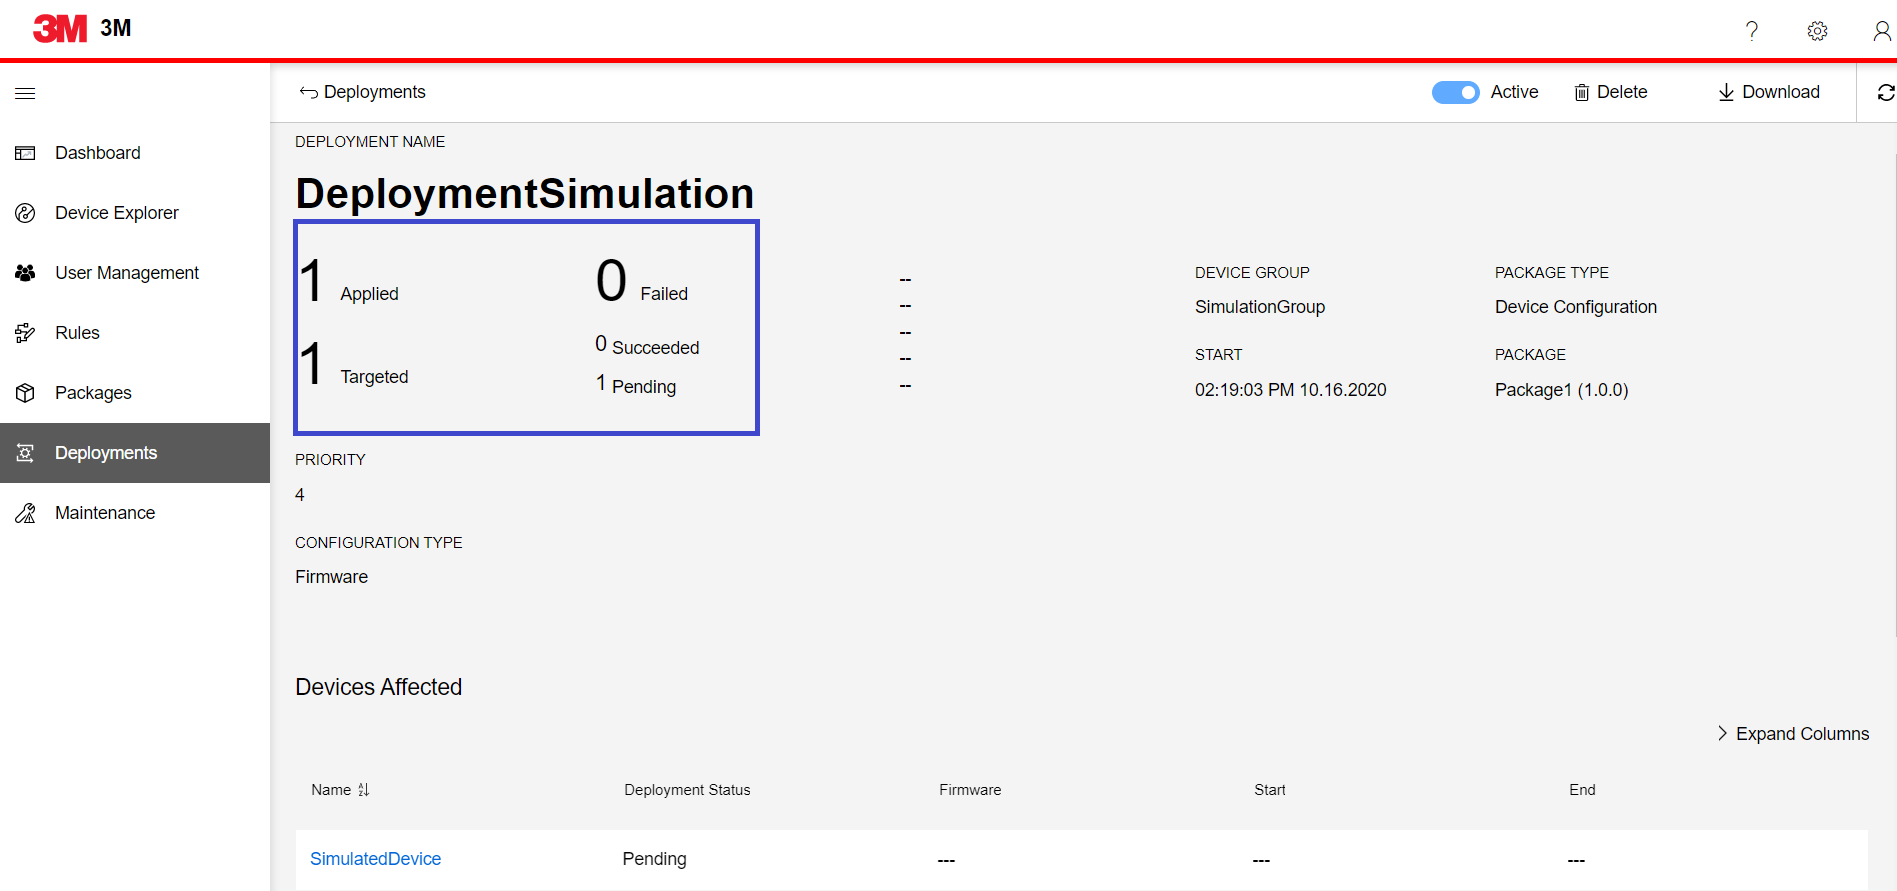 3M 3M
Deployments
Active
Delete
Download
Dashboard
Device Explorer
User Management
Rules
Packages
Deployments
Maintenance
DEPLOYMENT NAME
DeploymentSimulation
1 Applied
0 Failed
1 Targeted
0 Succeeded
1 Pending
--
--
--
--
--
DEVICE GROUP
SimulationGroup
START
02:19:03 PM 10.16.2020
PACKAGE TYPE
Device Configuration
PACKAGE
Package1 (1.0.0)
PRIORITY
4
CONFIGURATION TYPE
Firmware
Devices Affected
Expand Columns
Name Deployment Status Firmware Start End
SimulatedDevice Pending --- --- ---